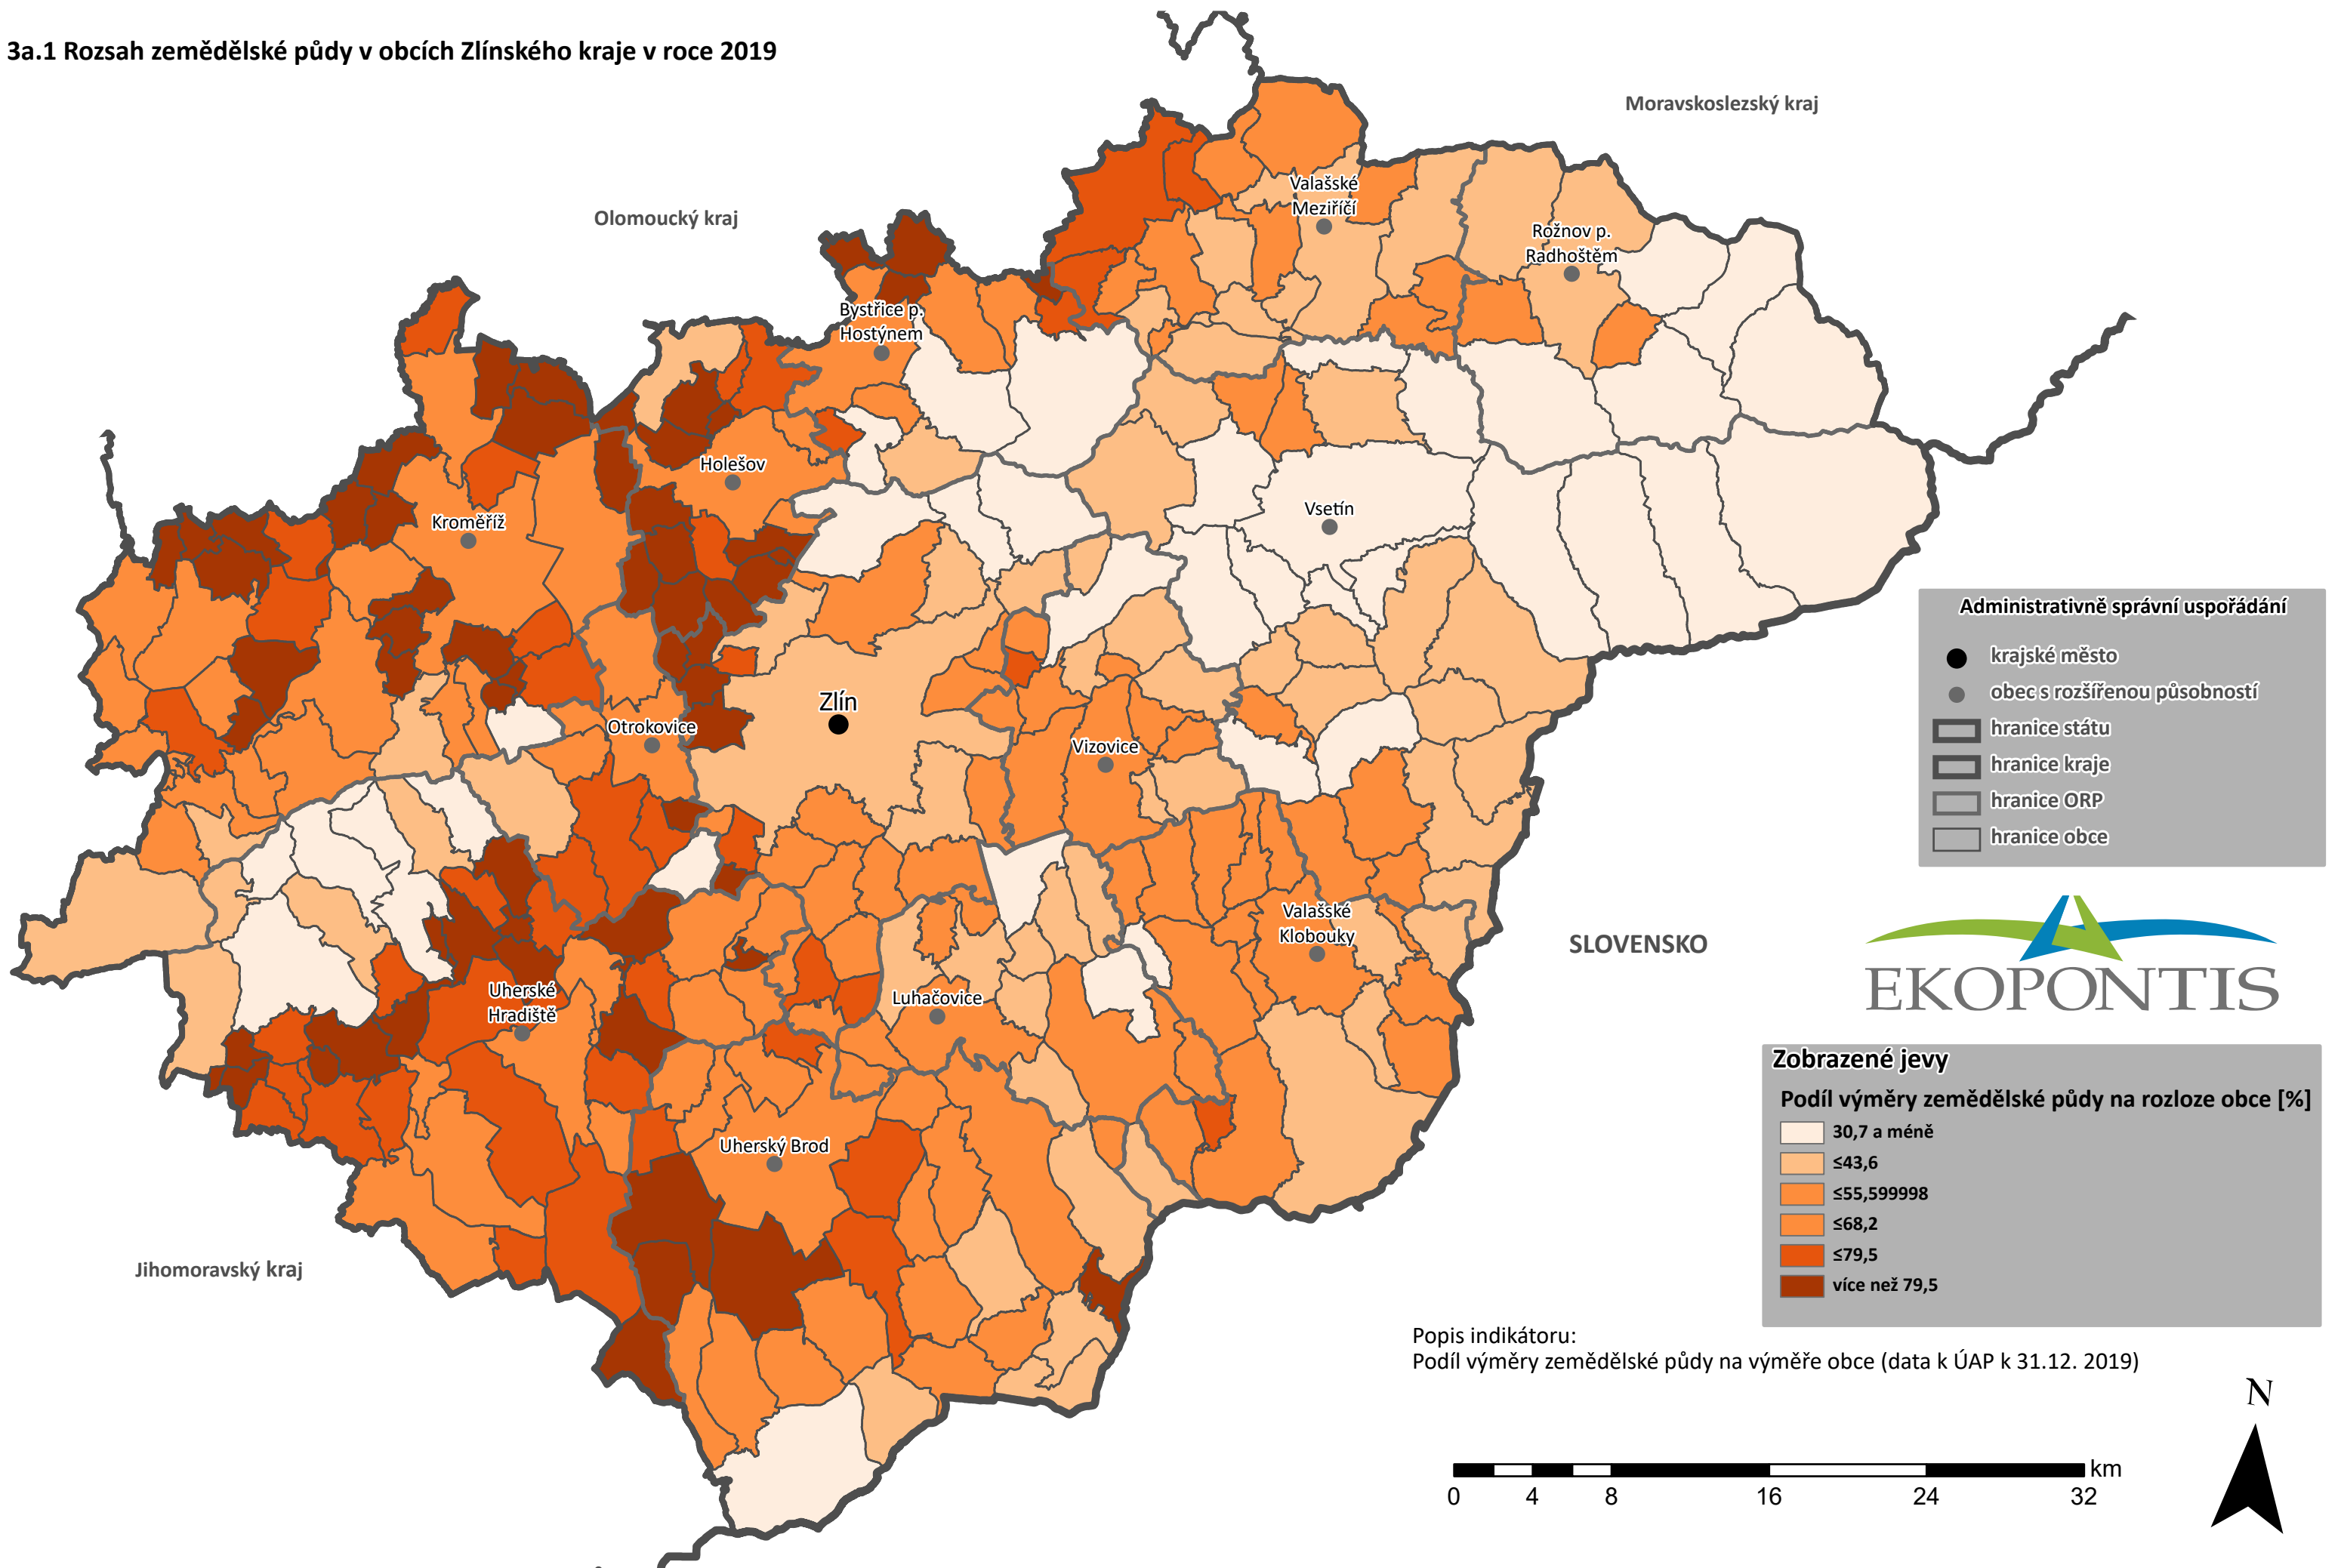 3a.1 Rozsah zemědělské půdy v obcích Zlínského kraje v roce 2019
Moravskoslezský kraj
Olomoucký kraj
Valašské
Meziříčí
Rožnov p.
Radhoštěm
Bystřice p.
Hostýnem
Holešov
Kroměříž
Vsetín
Zlín
Otrokovice
Vizovice
Valašské
Klobouky
SLOVENSKO
Uherské
Hradiště
Luhačovice
Uherský Brod
Jihomoravský kraj
Administrativně správní uspořádání
krajské město
obec s rozšířenou působností
hranice státu
hranice kraje
hranice ORP
hranice obce
EKOPONTIS
Zobrazené jevy
Podíl výměry zemědělské půdy na rozloze obce [%]
30,7 a méně
≤43,6
≤55,599998
≤68,2
≤79,5
více než 79,5
Popis indikátoru:
Podíl výměry zemědělské půdy na výměře obce (data k ÚAP k 31.12. 2019)
N
km
0 4 8 16 24 32